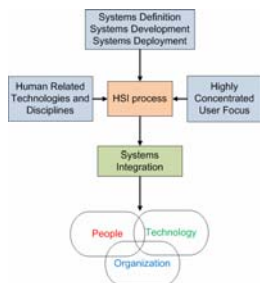 Systems Definition
Systems Development
Systems Deployment
Human Related
Technologies and
Disciplines
HSI process
Highly
Concentrated
User Focus
Systems
Integration
People
Technology
Organization